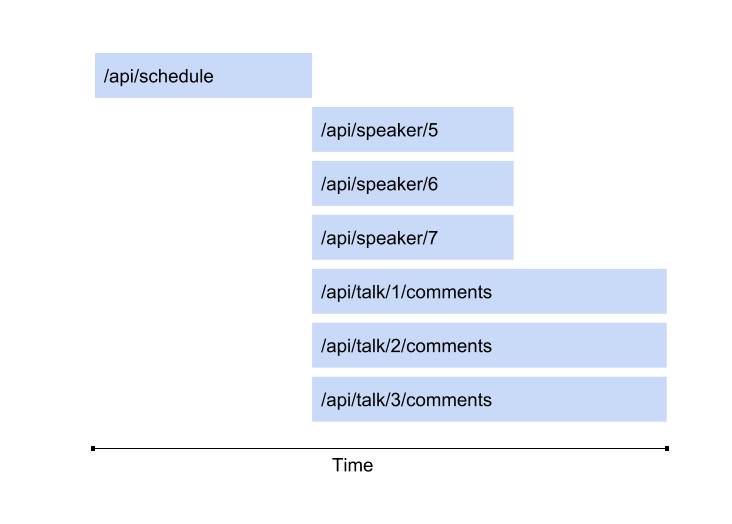 /api/schedule
/api/speaker/5
/api/speaker/6
/api/speaker/7
/api/talk/1/comments
/api/talk/2/comments
/api/talk/3/comments
Time